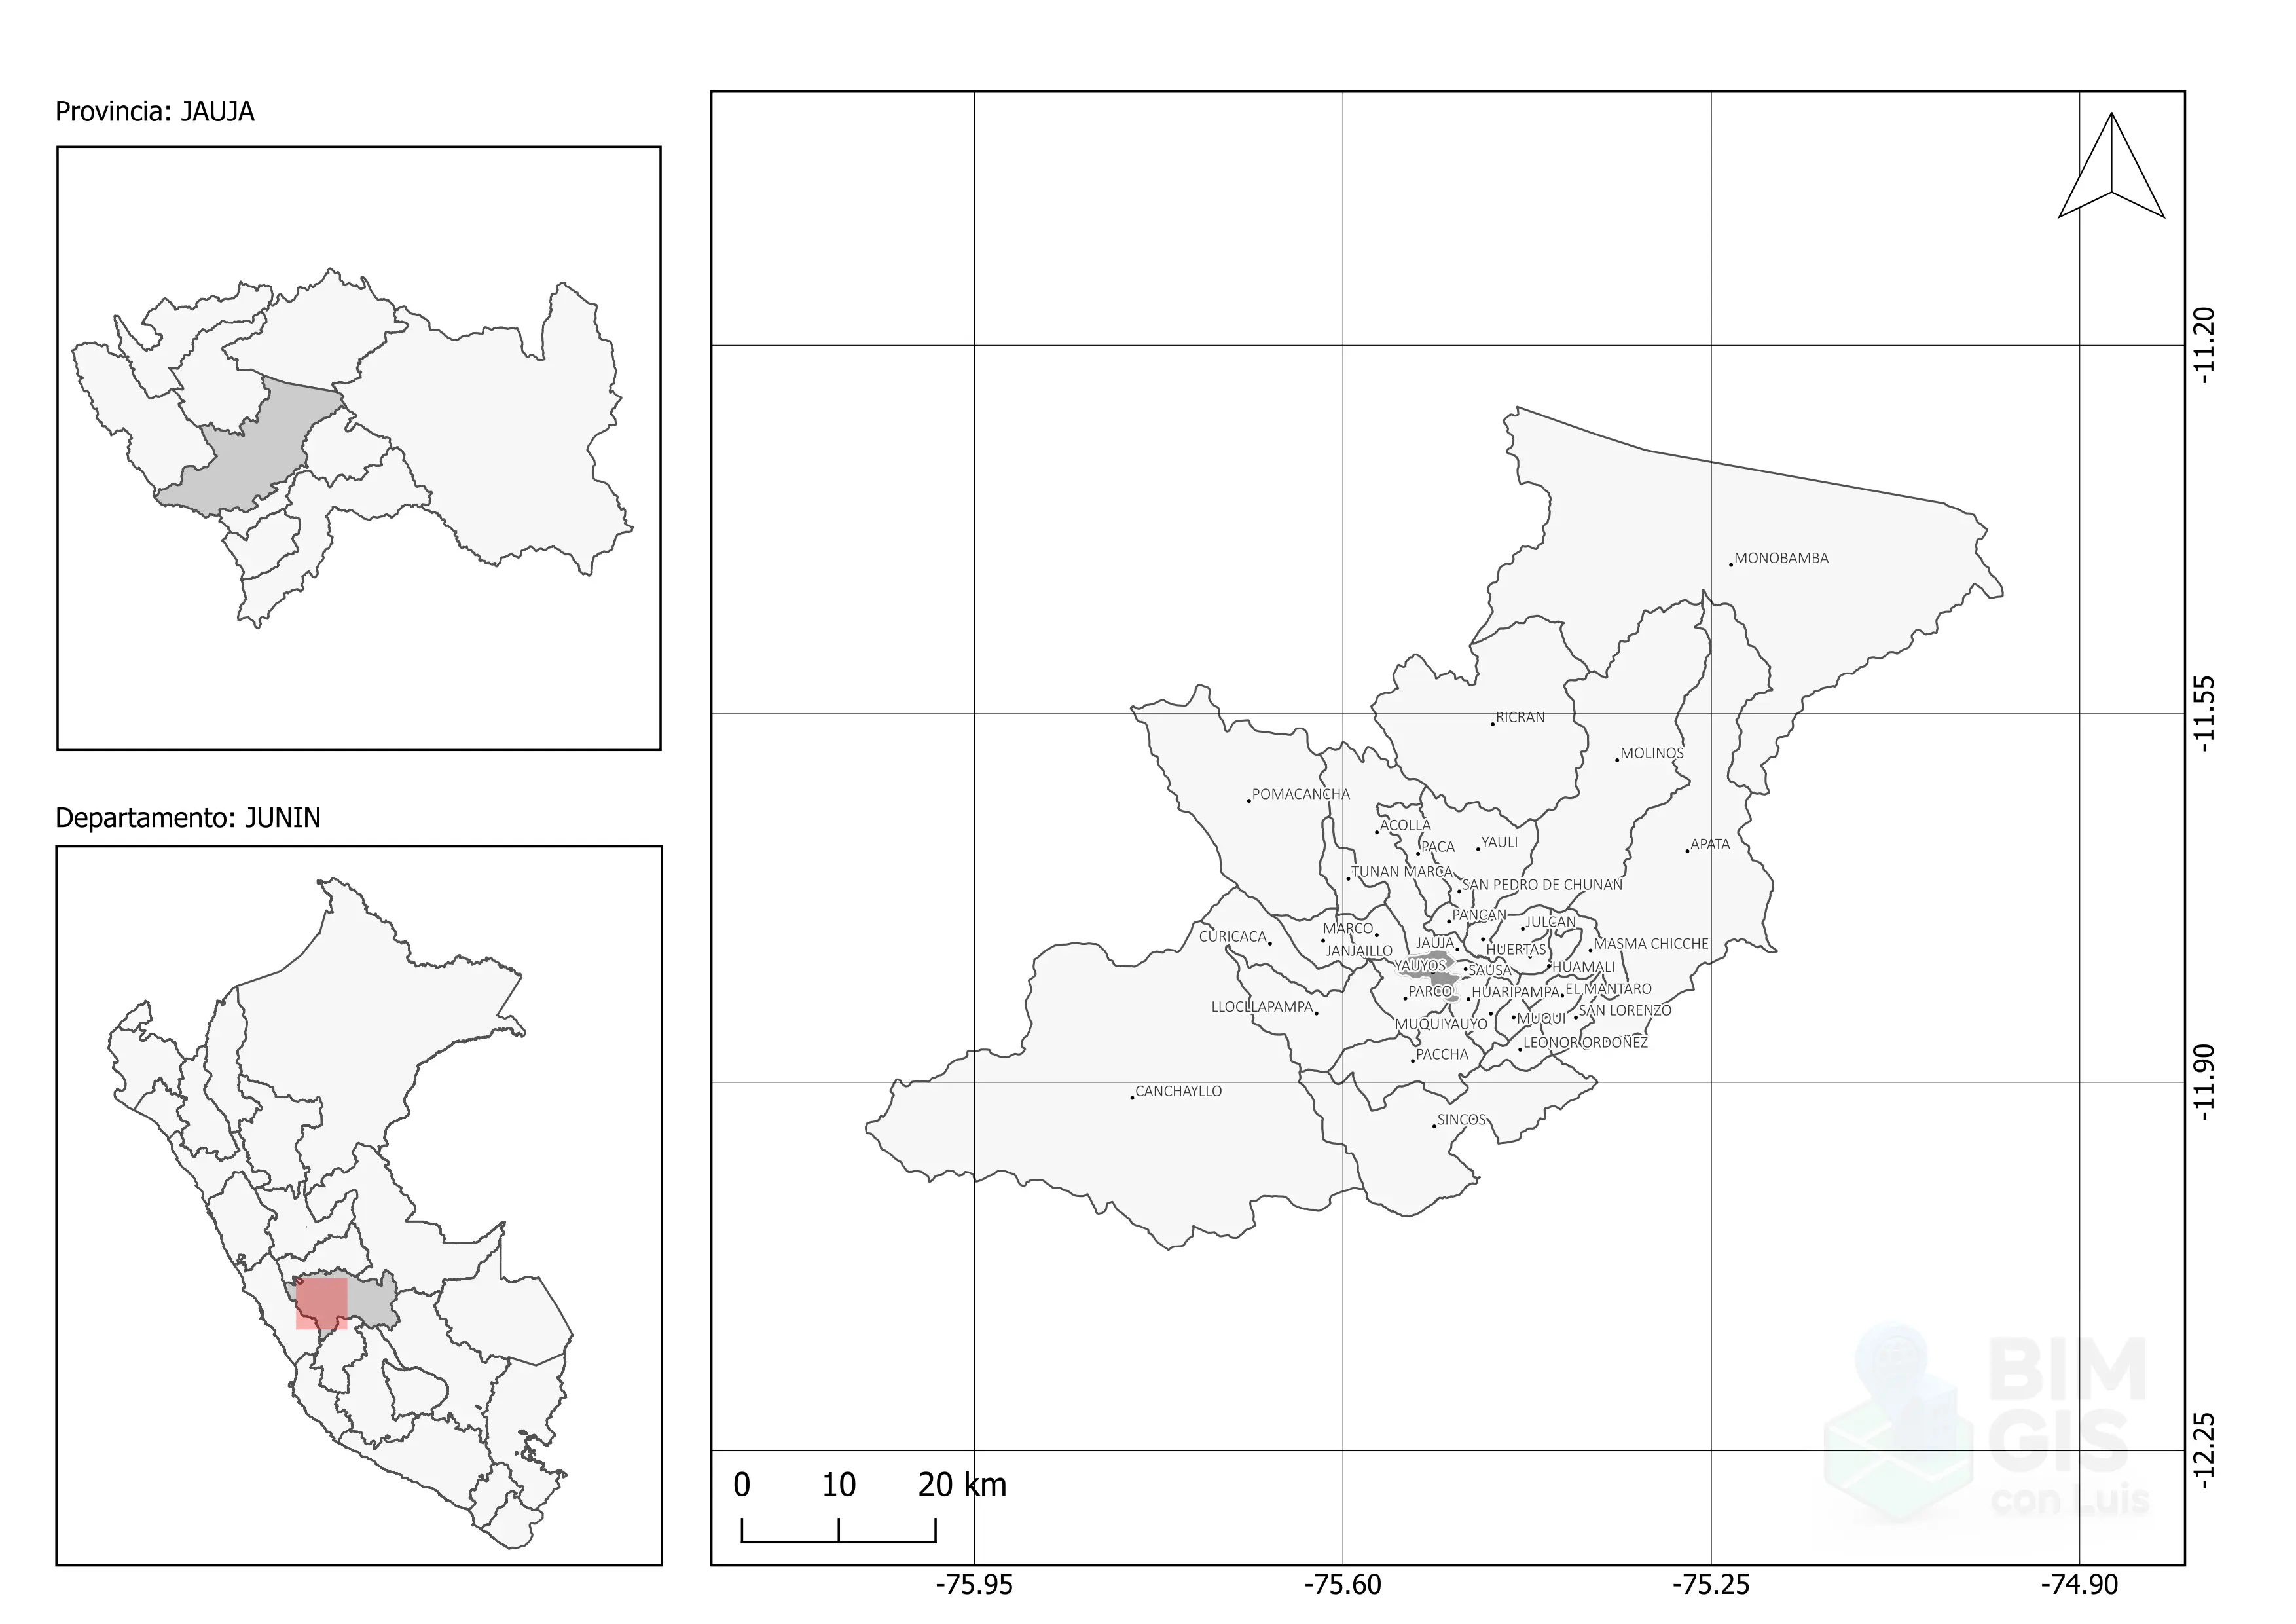 Provincia: JAUJA
Departamento: JUNIN
MONOBAMBA
RICRAN
MOLINOS
POMACANCHA
ACOLLA
YAULI
PACA
APATA
TUNAN MARCA
SAN PEDRO DE CHUNAN
PANCAN
JULCAN
MARCO
CURICACA
JAUJA
MASMA CHICCHE
JANJAILLO
HUERTAS
YAUYOS
SAUSA
HUAMALI
PARCO
HUARIPAMPA
EL MANTARO
LLOCLLAPAMPA
SAN LORENZO
MUQUIYAUYO
MUQUI
LEONOR ORDOÑEZ
PACCHA
CANCHAYLLO
SINCOS
-11.20
-11.55
-11.90
-12.25
BIM
GIS
con Luis
0 10 20 km
-75.95 -75.60 -75.25 -74.90